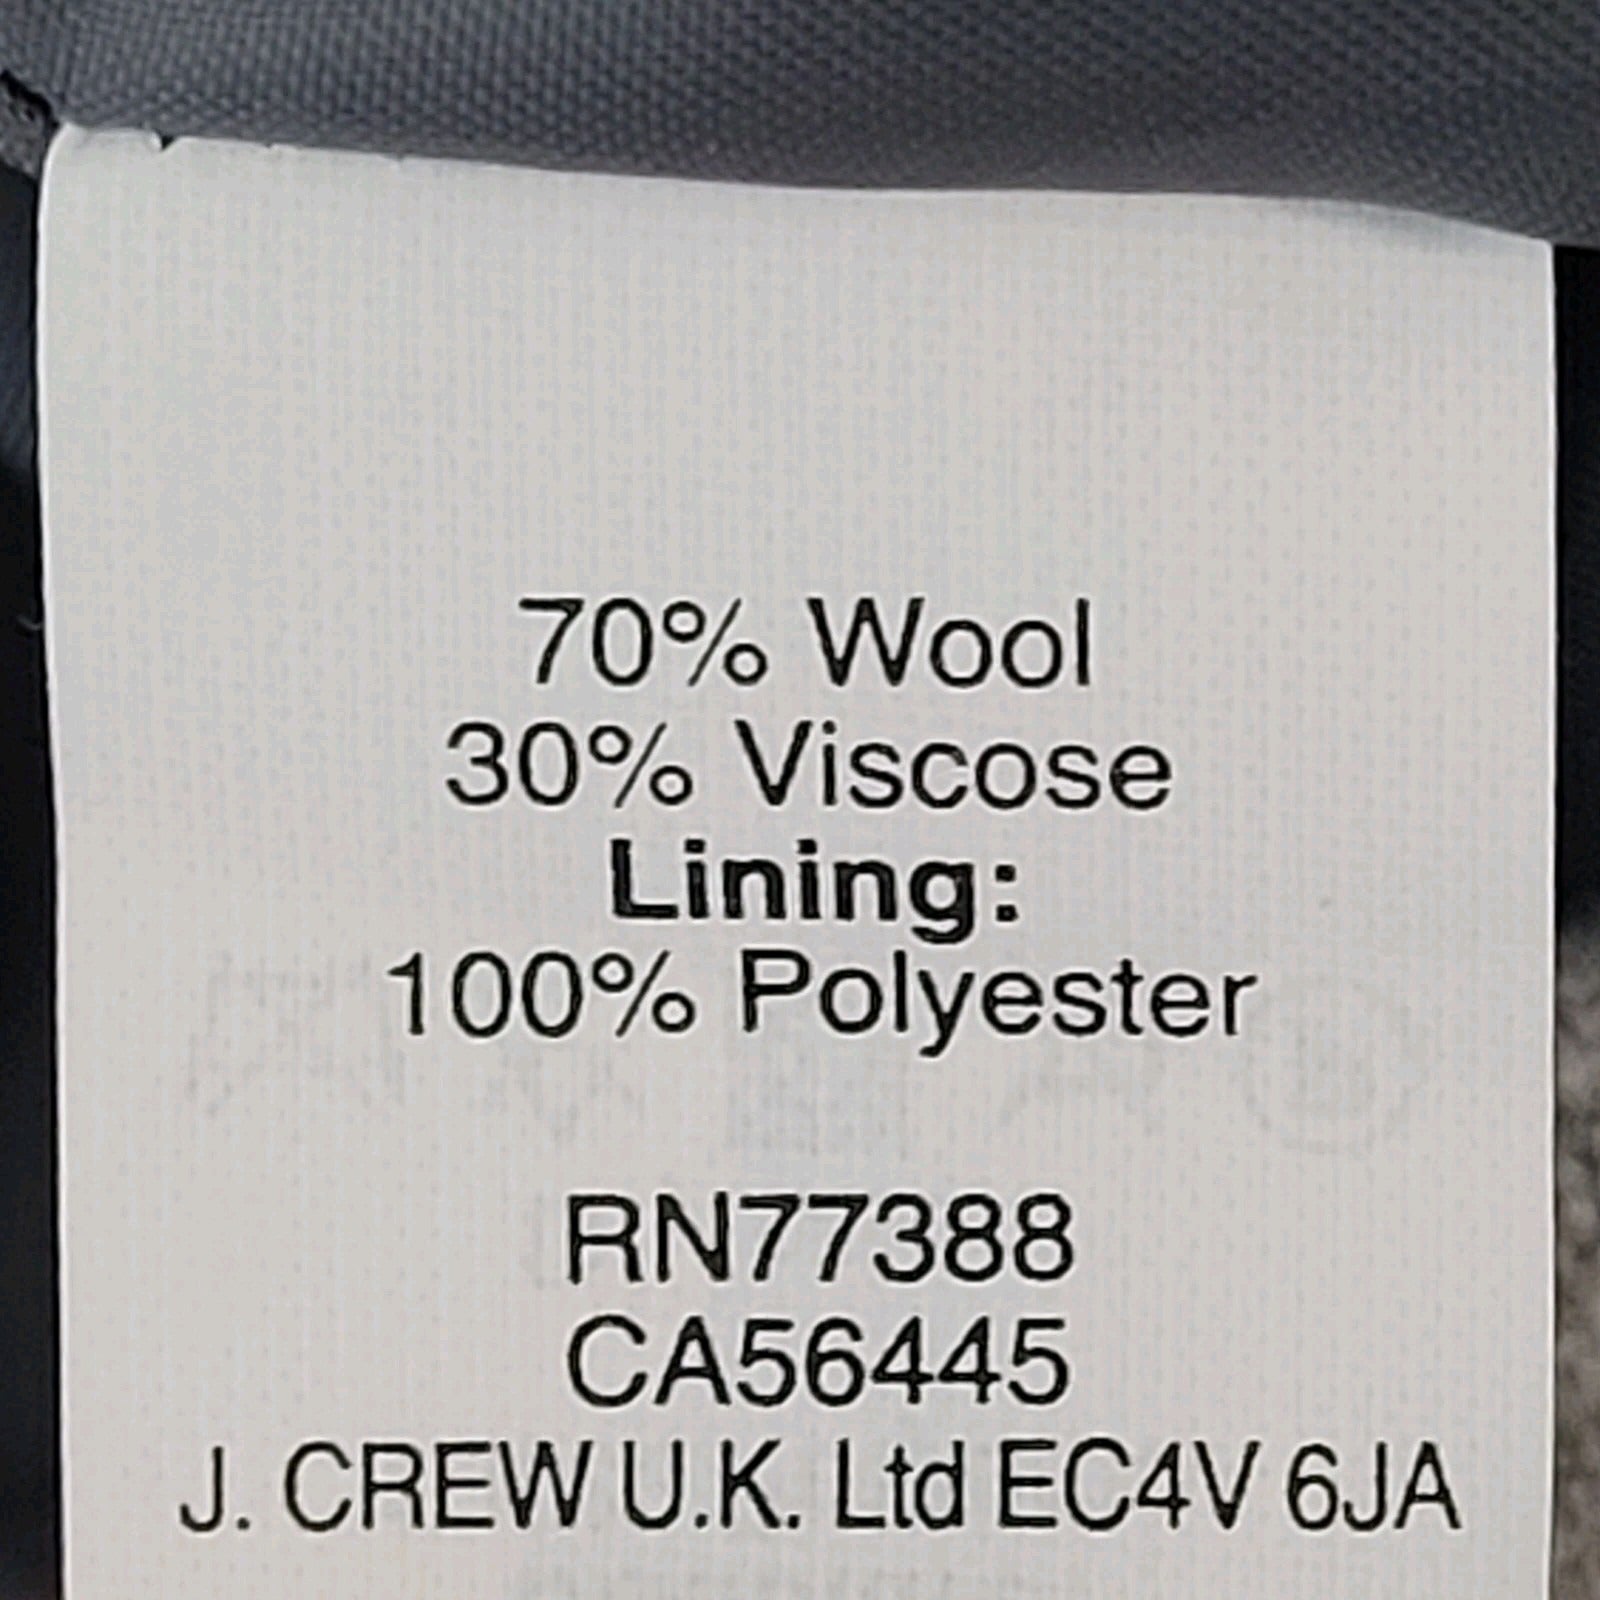 70% Wool
30% Viscose
Lining:
100% Polyester
RN77388
CA56445
J. CREW U.K. Ltd EC4V 6JA